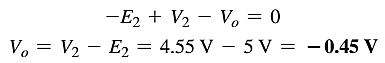 −E₂ + V₂ − Vₒ = 0
Vₒ = V₂ − E₂ = 4.55 V − 5 V = −0.45 V